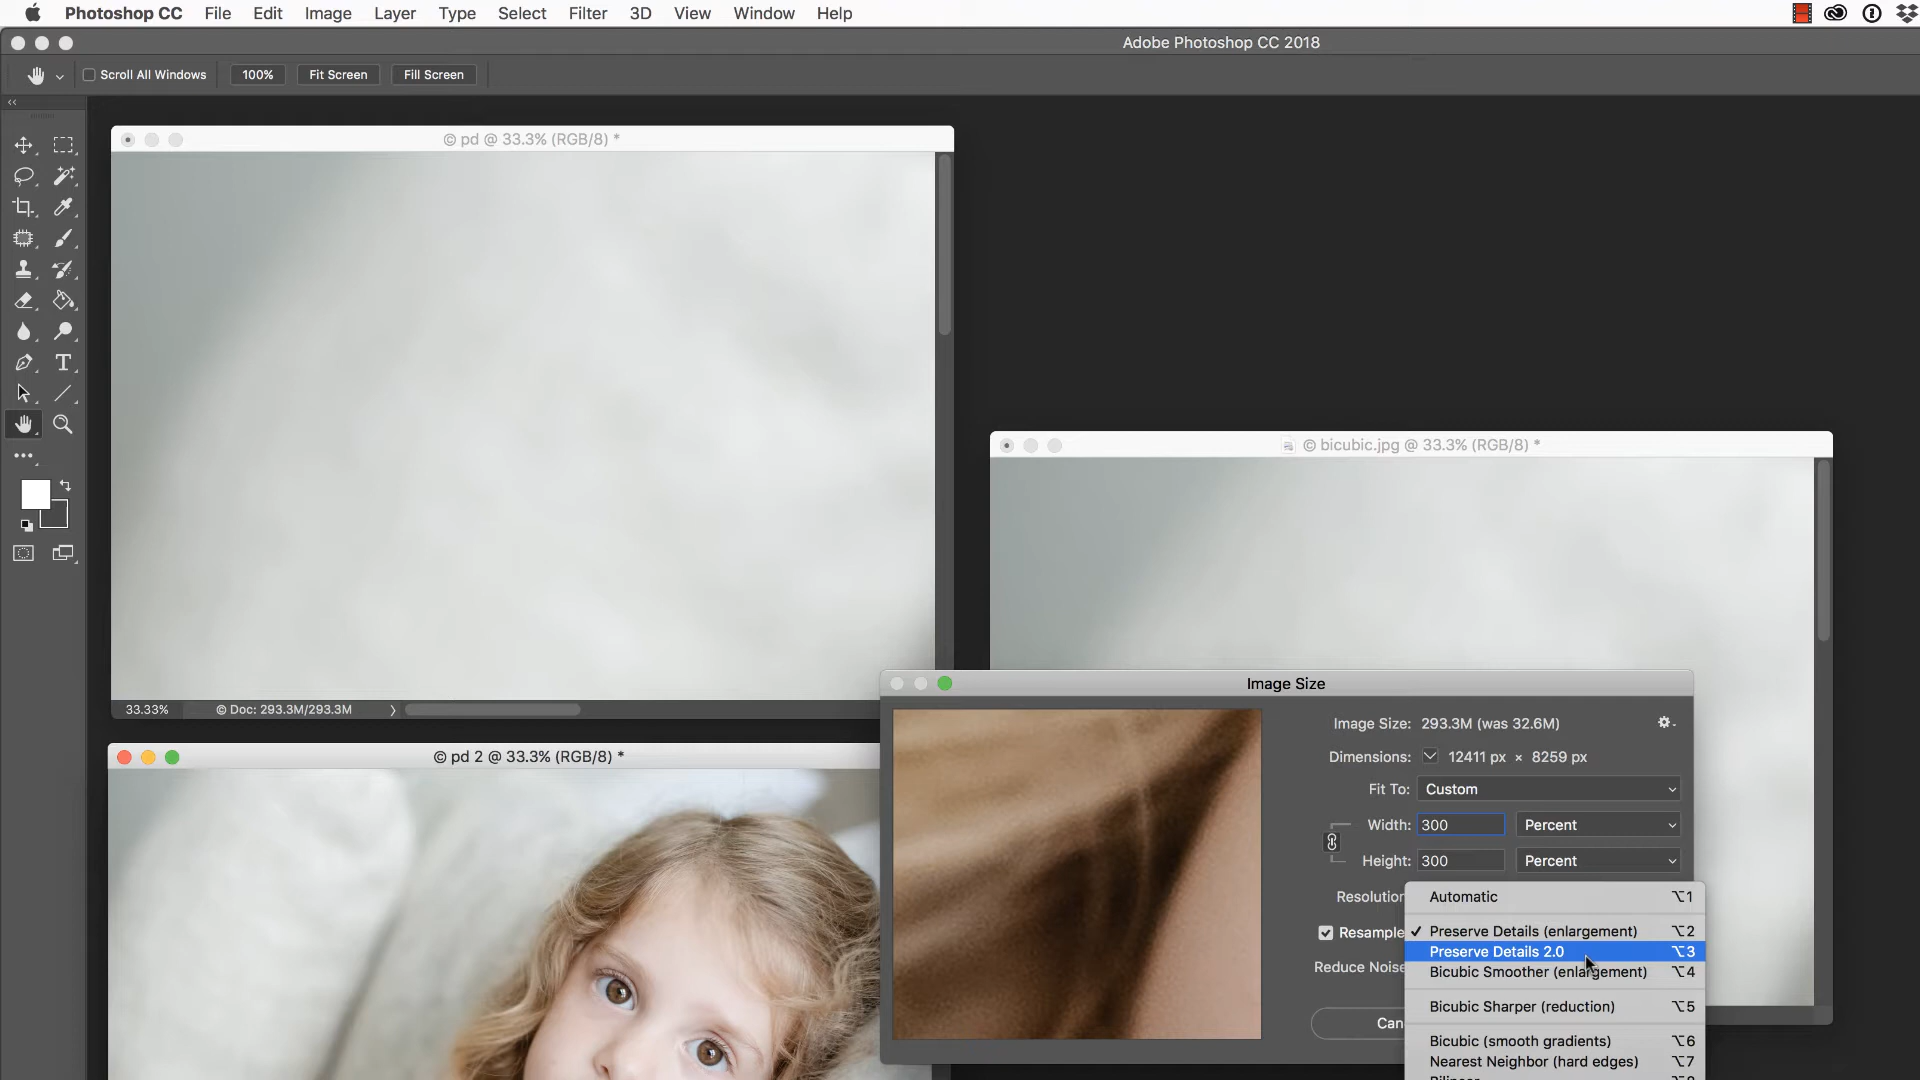 Photoshop CC File Edit Image Layer Type Select Filter 3D View Window Help
Adobe Photoshop CC 2018
Scroll All Windows 100% Fit Screen Fill Screen
© pd @ 33.3% (RGB/8) *
© bicubic.jpg @ 33.3% (RGB/8) *
33.33% © Doc: 293.3M/293.3M
© pd 2 @ 33.3% (RGB/8) *
Image Size
Image Size: 293.3M (was 32.6M)
Dimensions: 12411 px × 8259 px
Fit To: Custom
Width: 300 Percent
Height: 300 Percent
Resolution
Automatic ⌥1
Resample
Preserve Details (enlargement) ⌥2
Preserve Details 2.0 ⌥3
Reduce Noise
Bicubic Smoother (enlargement) ⌥4
Bicubic Sharper (reduction) ⌥5
Can
Bicubic (smooth gradients) ⌥6
Nearest Neighbor (hard edges) ⌥7